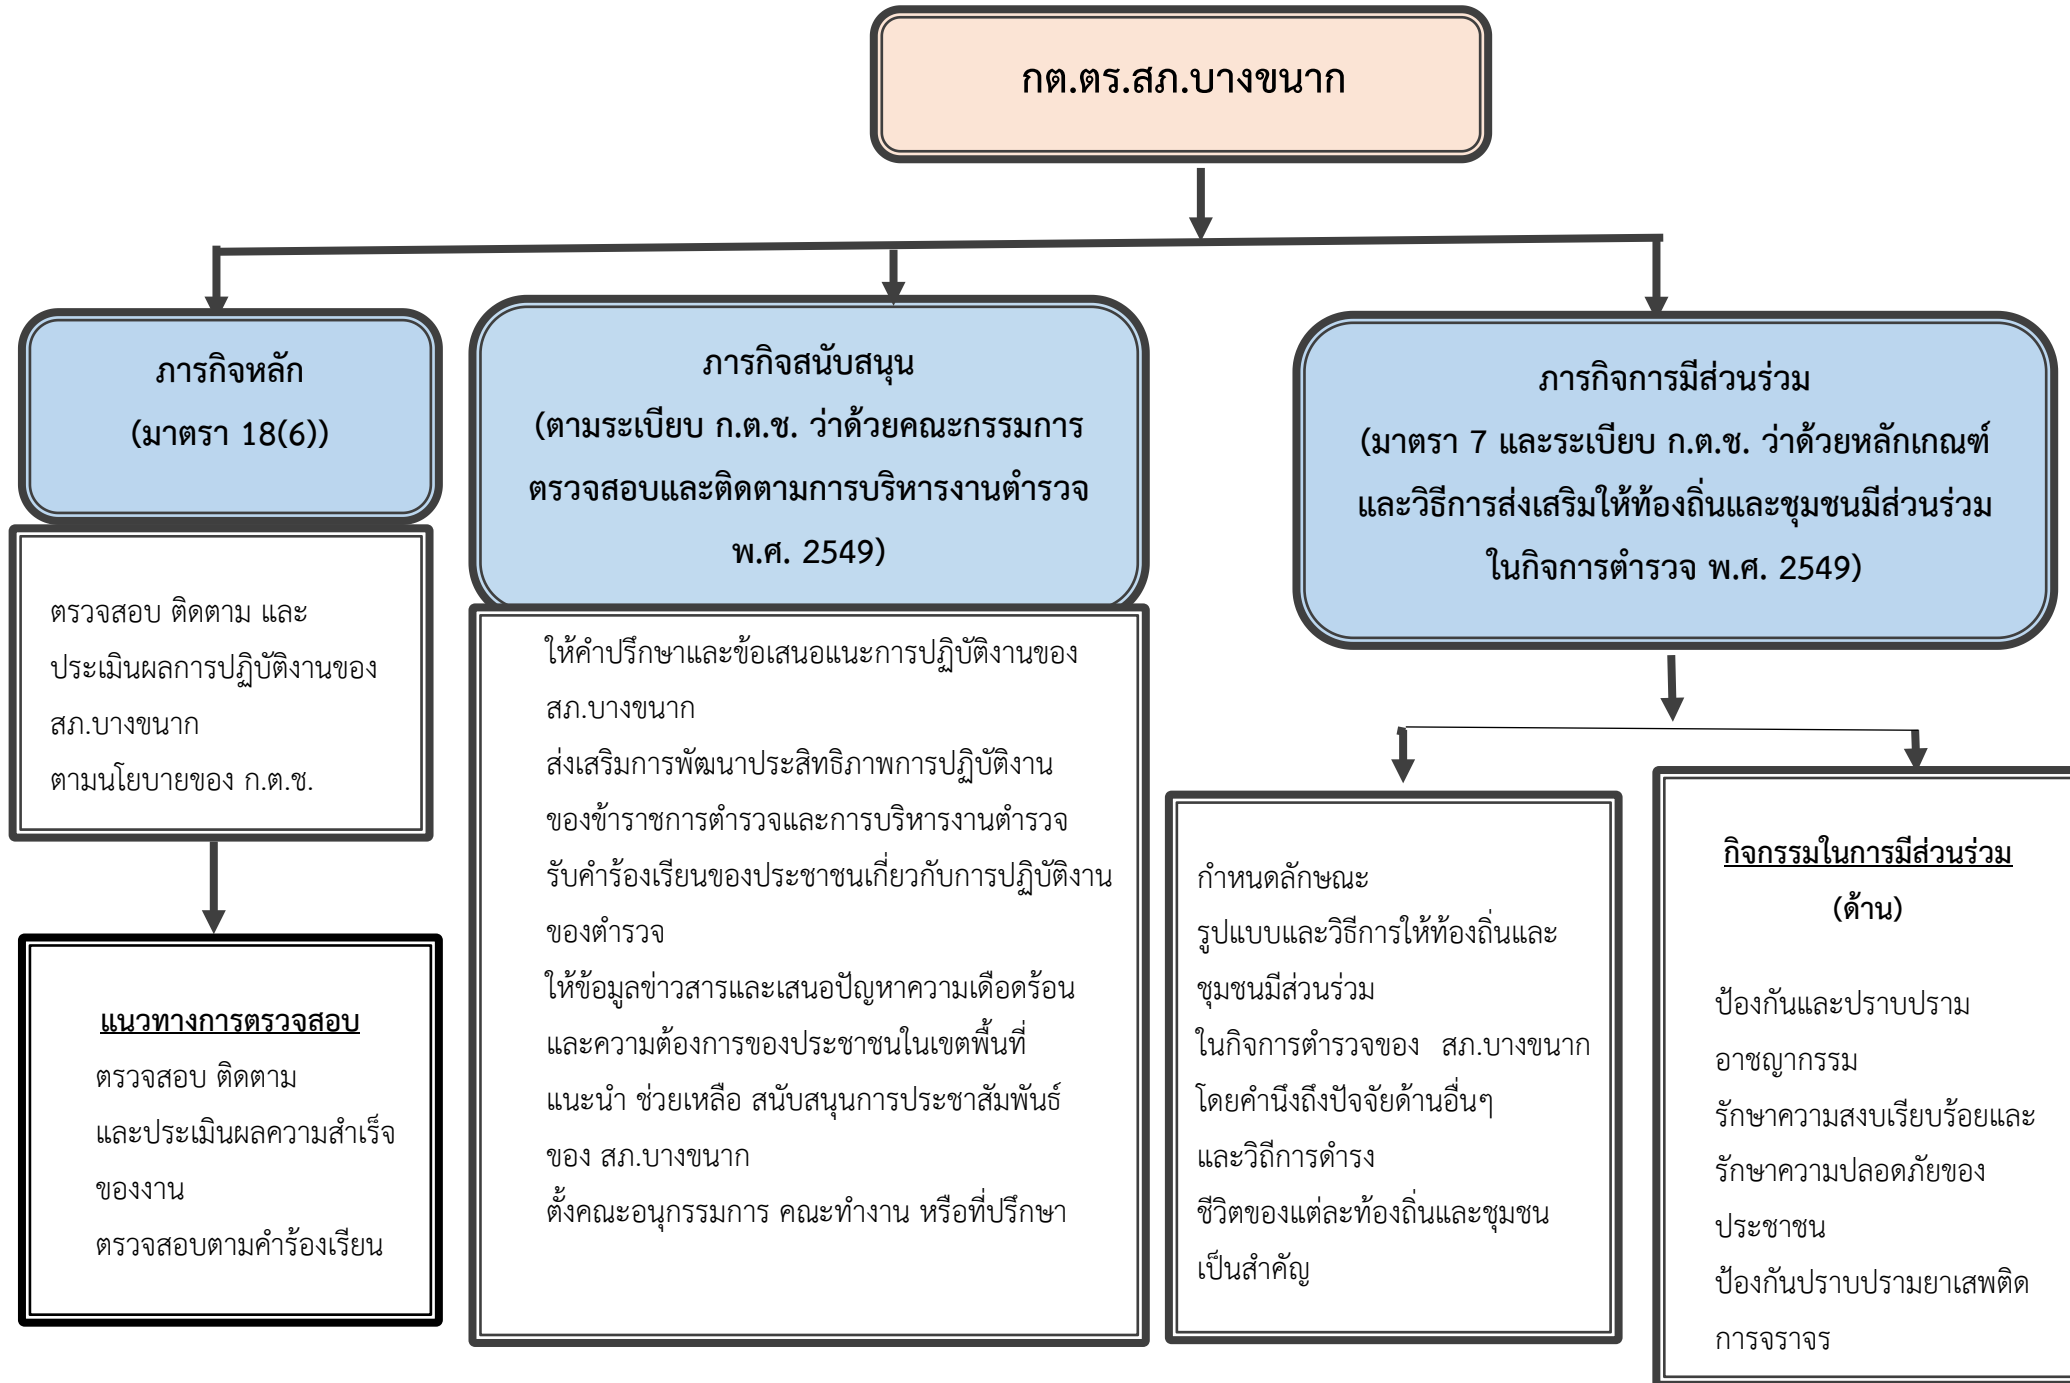 กต.ตร.สภ.บางขนาก
ภารกิจหลัก
(มาตรา 18(6))
ตรวจสอบ ติดตาม และ
ประเมินผลการปฏิบัติงานของ
สภ.บางขนาก
ตามนโยบายของ ก.ต.ช.
แนวทางการตรวจสอบ
ตรวจสอบ ติดตาม
และประเมินผลความสำเร็จ
ของงาน
ตรวจสอบตามคำร้องเรียน
ภารกิจสนับสนุน
(ตามระเบียบ ก.ต.ช. ว่าด้วยคณะกรรมการ
ตรวจสอบและติดตามการบริหารงานตำรวจ
พ.ศ. 2549)
ให้คำปรึกษาและข้อเสนอแนะการปฏิบัติงานของ
สภ.บางขนาก
ส่งเสริมการพัฒนาประสิทธิภาพการปฏิบัติงาน
ของข้าราชการตำรวจและการบริหารงานตำรวจ
รับคำร้องเรียนของประชาชนเกี่ยวกับการปฏิบัติงาน
ของตำรวจ
ให้ข้อมูลข่าวสารและเสนอปัญหาความเดือดร้อน
และความต้องการของประชาชนในเขตพื้นที่
แนะนำ ช่วยเหลือ สนับสนุนการประชาสัมพันธ์
ของ สภ.บางขนาก
ตั้งคณะอนุกรรมการ คณะทำงาน หรือที่ปรึกษา
ภารกิจการมีส่วนร่วม
(มาตรา 7 และระเบียบ ก.ต.ช. ว่าด้วยหลักเกณฑ์
และวิธีการส่งเสริมให้ท้องถิ่นและชุมชนมีส่วนร่วม
ในกิจการตำรวจ พ.ศ. 2549)
กำหนดลักษณะ
รูปแบบและวิธีการให้ท้องถิ่นและ
ชุมชนมีส่วนร่วม
ในกิจการตำรวจของ สภ.บางขนาก
โดยคำนึงถึงปัจจัยด้านอื่นๆ
และวิถีการดำรง
ชีวิตของแต่ละท้องถิ่นและชุมชน
เป็นสำคัญ
กิจกรรมในการมีส่วนร่วม
(ด้าน)
ป้องกันและปราบปราม
อาชญากรรม
รักษาความสงบเรียบร้อยและ
รักษาความปลอดภัยของ
ประชาชน
ป้องกันปราบปรามยาเสพติด
การจราจร